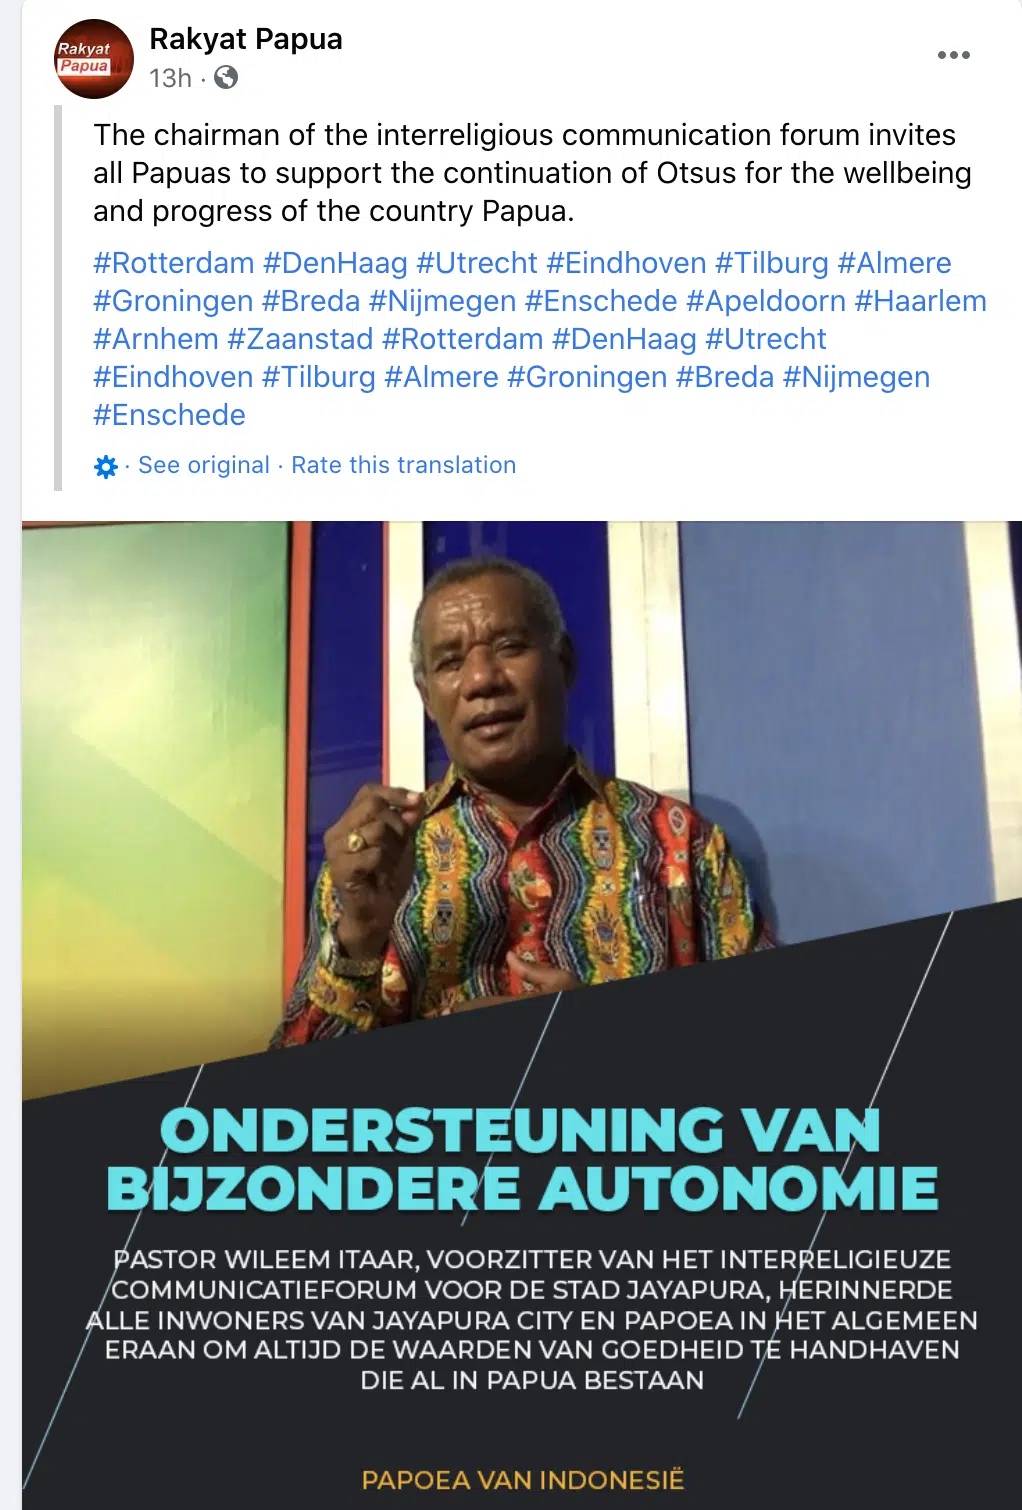 Rakyat
Papua
Rakyat Papua
13h ·
The chairman of the interreligious communication forum invites
all Papuas to support the continuation of Otsus for the wellbeing
and progress of the country Papua.
#Rotterdam #DenHaag #Utrecht #Eindhoven #Tilburg #Almere
#Groningen #Breda #Nijmegen #Enschede #Apeldoorn #Haarlem
#Arnhem #Zaanstad #Rotterdam #DenHaag #Utrecht
#Eindhoven #Tilburg #Almere #Groningen #Breda #Nijmegen
#Enschede
· See original · Rate this translation
ONDERSTEUNING VAN
BIJZONDERE AUTONOMIE
PASTOR WILEEM ITAAR, VOORZITTER VAN HET INTERRELIGIEUZE
COMMUNICATIEFORUM VOOR DE STAD JAYAPURA, HERINNERDE
ALLE INWONERS VAN JAYAPURA CITY EN PAPOEA IN HET ALGEMEEN
ERAAN OM ALTIJD DE WAARDEN VAN GOEDHEID TE HANDHAVEN
DIE AL IN PAPUA BESTAAN
PAPOEA VAN INDONESIË